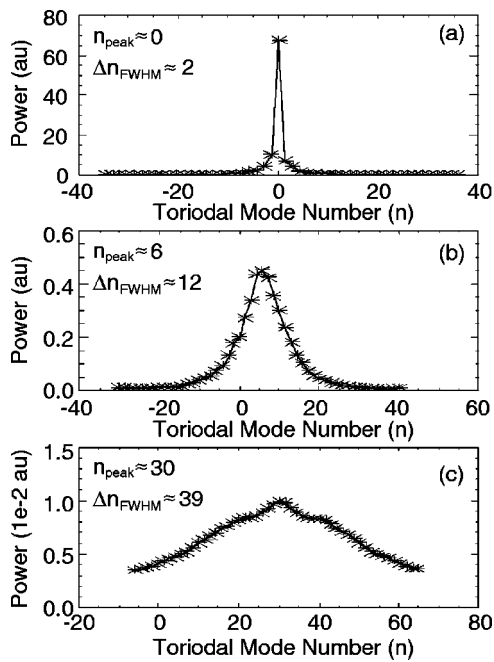 (a)
n_peak≈0
Δn_FWHM≈2
Power (au)
80
60
40
20
0
-40 -20 0 20 40
Toriodal Mode Number (n)
(b)
n_peak≈6
Δn_FWHM≈12
Power (au)
0.6
0.4
0.2
0.0
-40 -20 0 20 40 60
Toriodal Mode Number (n)
(c)
n_peak≈30
Δn_FWHM≈39
Power (1e-2 au)
1.5
1.0
0.5
0.0
-20 0 20 40 60 80
Toriodal Mode Number (n)